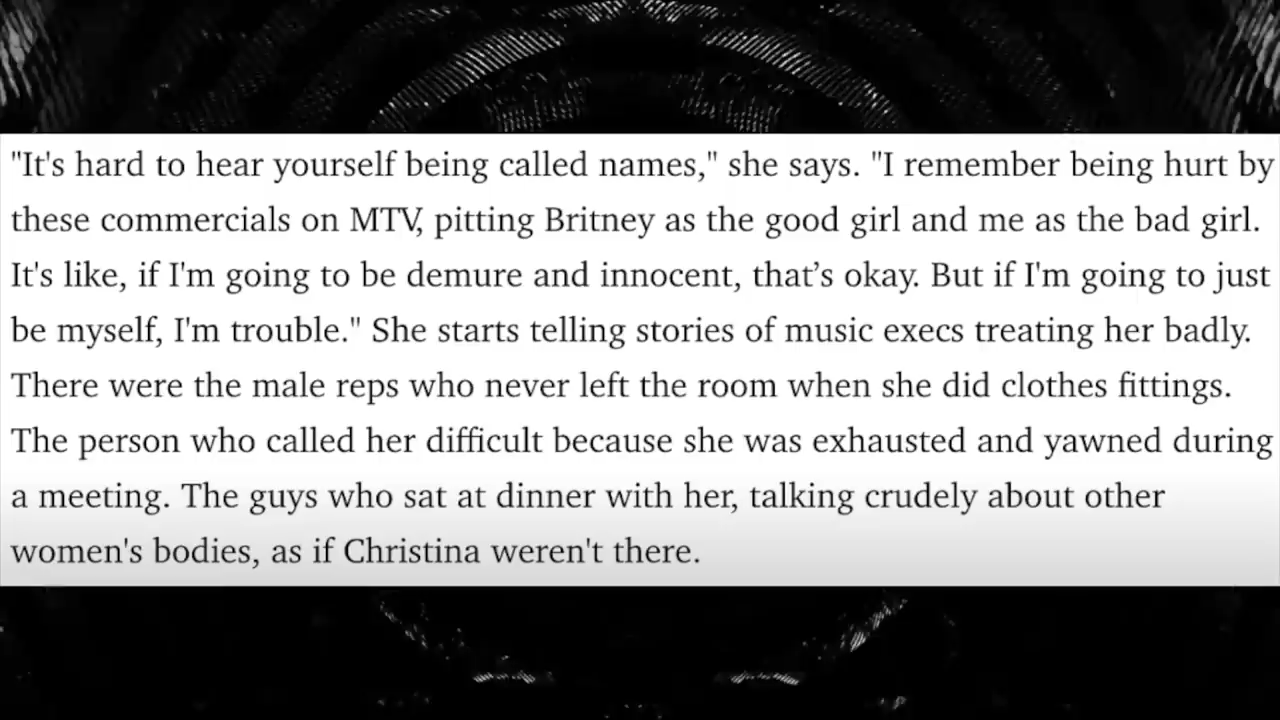 "It's hard to hear yourself being called names," she says. "I remember being hurt by
these commercials on MTV, pitting Britney as the good girl and me as the bad girl.
It's like, if I'm going to be demure and innocent, that’s okay. But if I'm going to just
be myself, I'm trouble." She starts telling stories of music execs treating her badly.
There were the male reps who never left the room when she did clothes fittings.
The person who called her difficult because she was exhausted and yawned during
a meeting. The guys who sat at dinner with her, talking crudely about other
women's bodies, as if Christina weren't there.